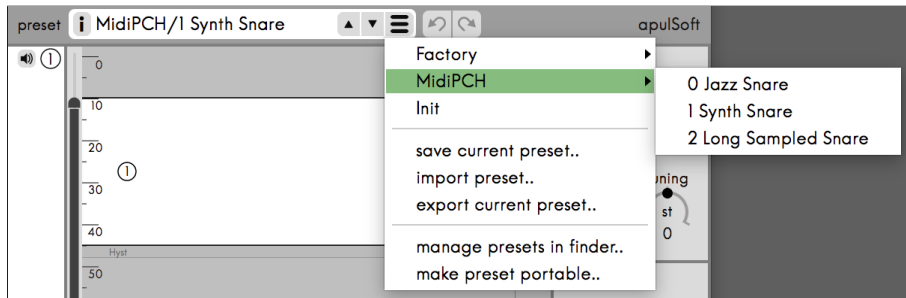 preset i MidiPCH/1 Synth Snare apulSoft
Factory
MidiPCH
Init
save current preset..
import preset..
export current preset..
manage presets in finder..
make preset portable..
0 Jazz Snare
1 Synth Snare
2 Long Sampled Snare
1
0
10
20
1
30
40
Hyst
50
st
0